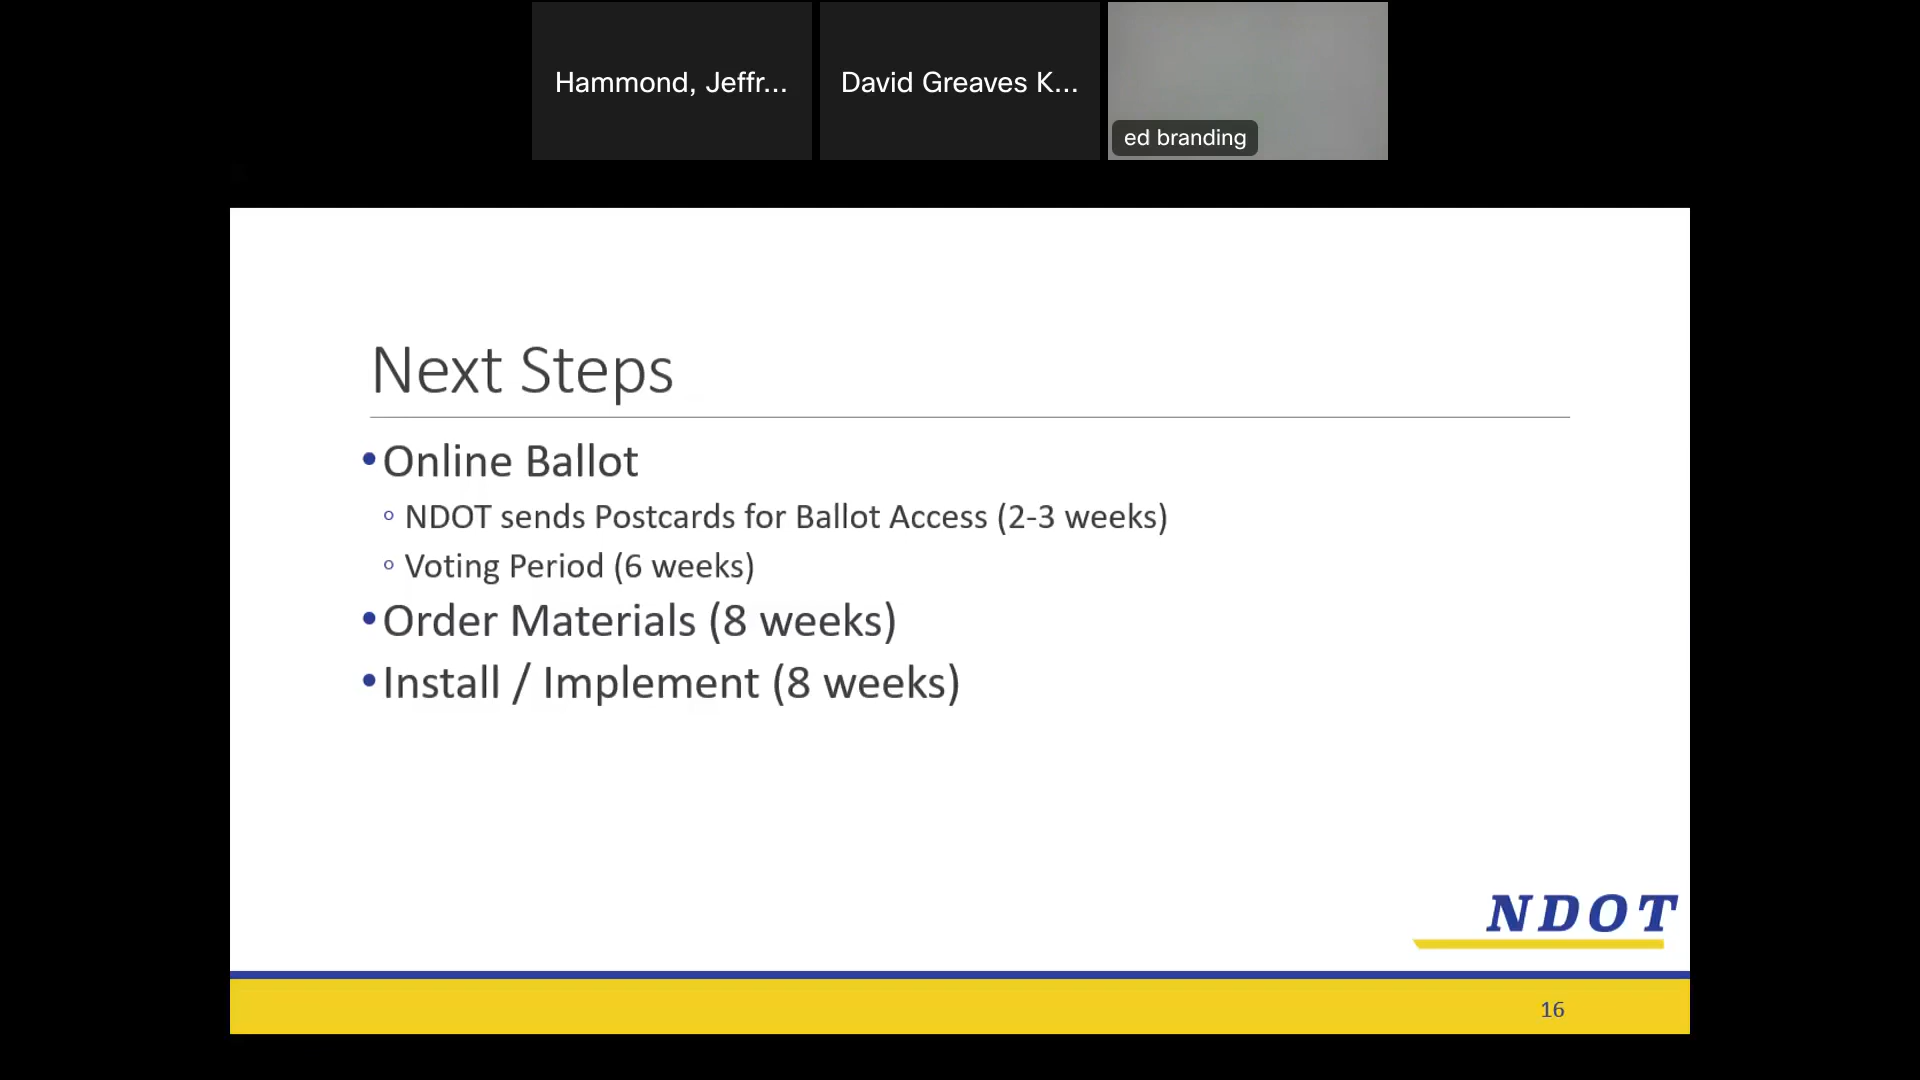 Hammond, Jeffr...
David Greaves K...
ed branding
Next Steps
•Online Ballot
◦ NDOT sends Postcards for Ballot Access (2-3 weeks)
◦ Voting Period (6 weeks)
•Order Materials (8 weeks)
•Install / Implement (8 weeks)
NDOT
16